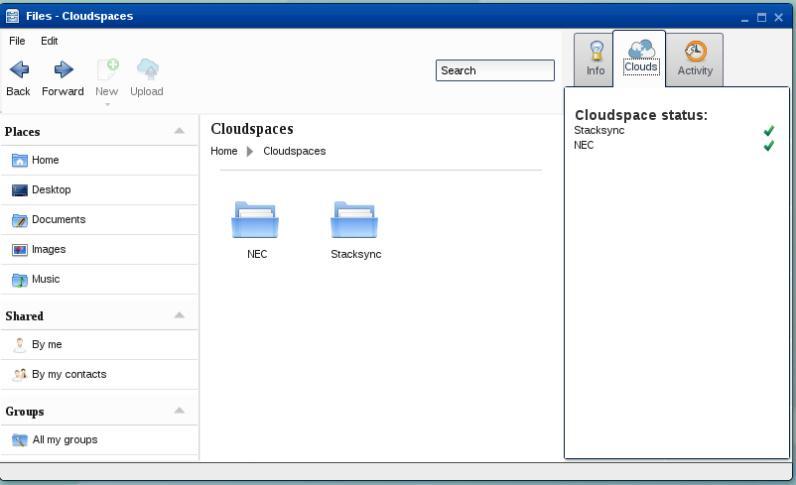 Files - Cloudspaces
File Edit
Back Forward New Upload
Search
Info Clouds Activity
Places
Home
Desktop
Documents
Images
Music
Shared
By me
By my contacts
Groups
All my groups
Cloudspaces
Home Cloudspaces
NEC Stacksync
Cloudspace status:
Stacksync
NEC